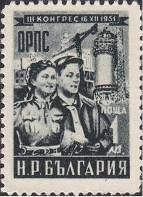 III КОНГРЕС 16 XII 1951
ОРПС
ПОЩА
1 ЛВ
Н.Р. БЪЛГАРИЯ